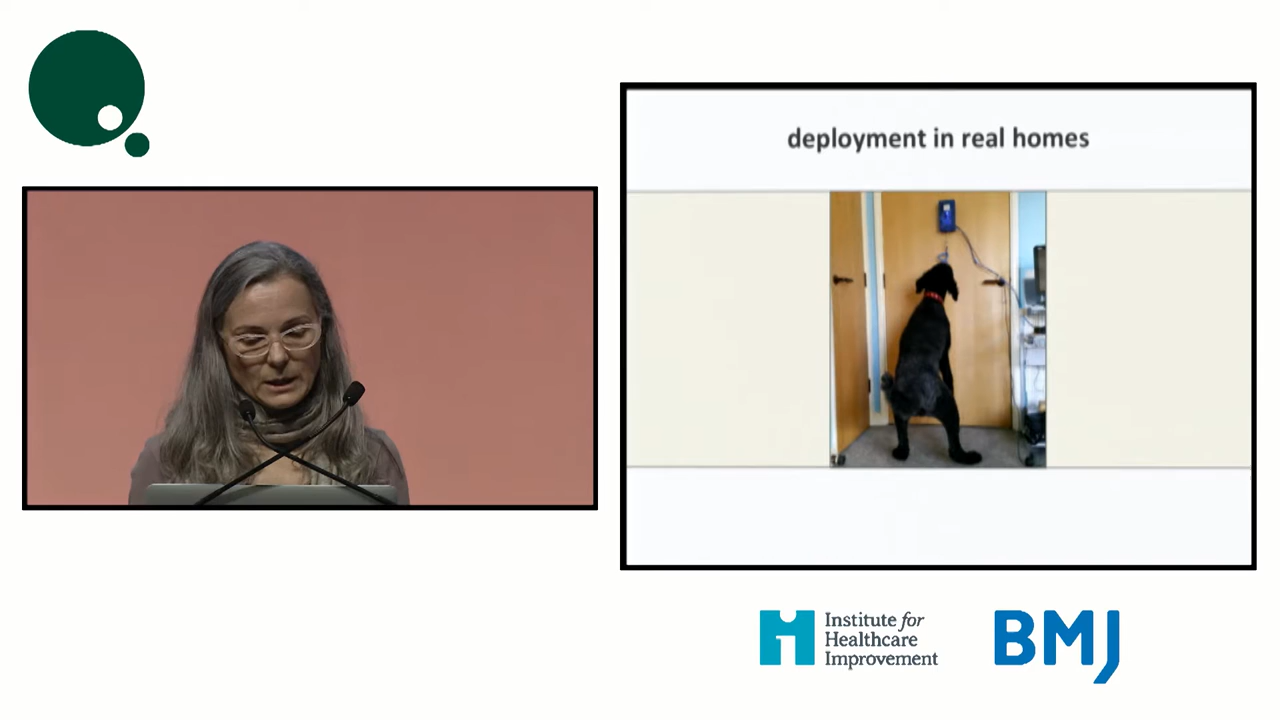 deployment in real homes
Institute for
Healthcare
Improvement
BMJ